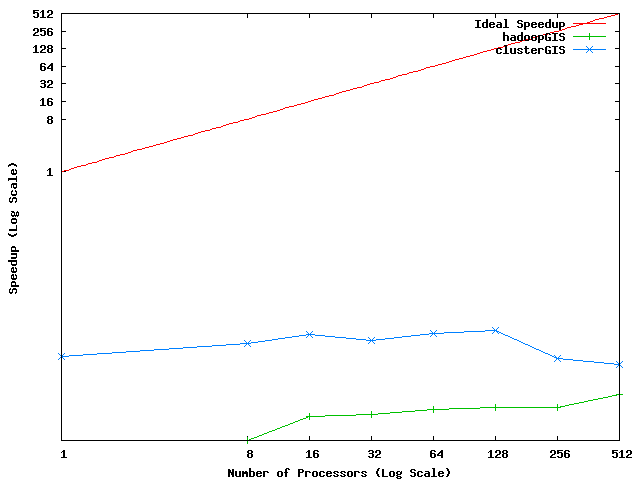 512
256
128
64
32
16
8
1
Speedup (Log Scale)
Ideal Speedup
hadoopGIS
clusterGIS
1 8 16 32 64 128 256 512
Number of Processors (Log Scale)